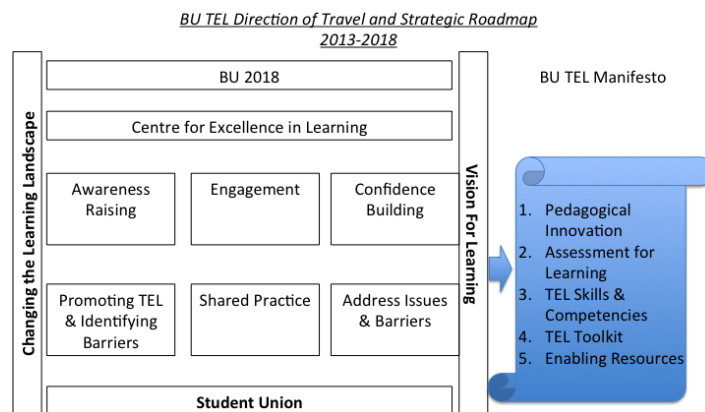 BU TEL Direction of Travel and Strategic Roadmap
2013-2018
Changing the Learning Landscape
BU 2018
Centre for Excellence in Learning
Awareness
Raising
Engagement
Confidence
Building
Promoting TEL
& Identifying
Barriers
Shared Practice
Address Issues
& Barriers
Student Union
Vision For Learning
BU TEL Manifesto
1. Pedagogical
Innovation
2. Assessment for
Learning
3. TEL Skills &
Competencies
4. TEL Toolkit
5. Enabling Resources